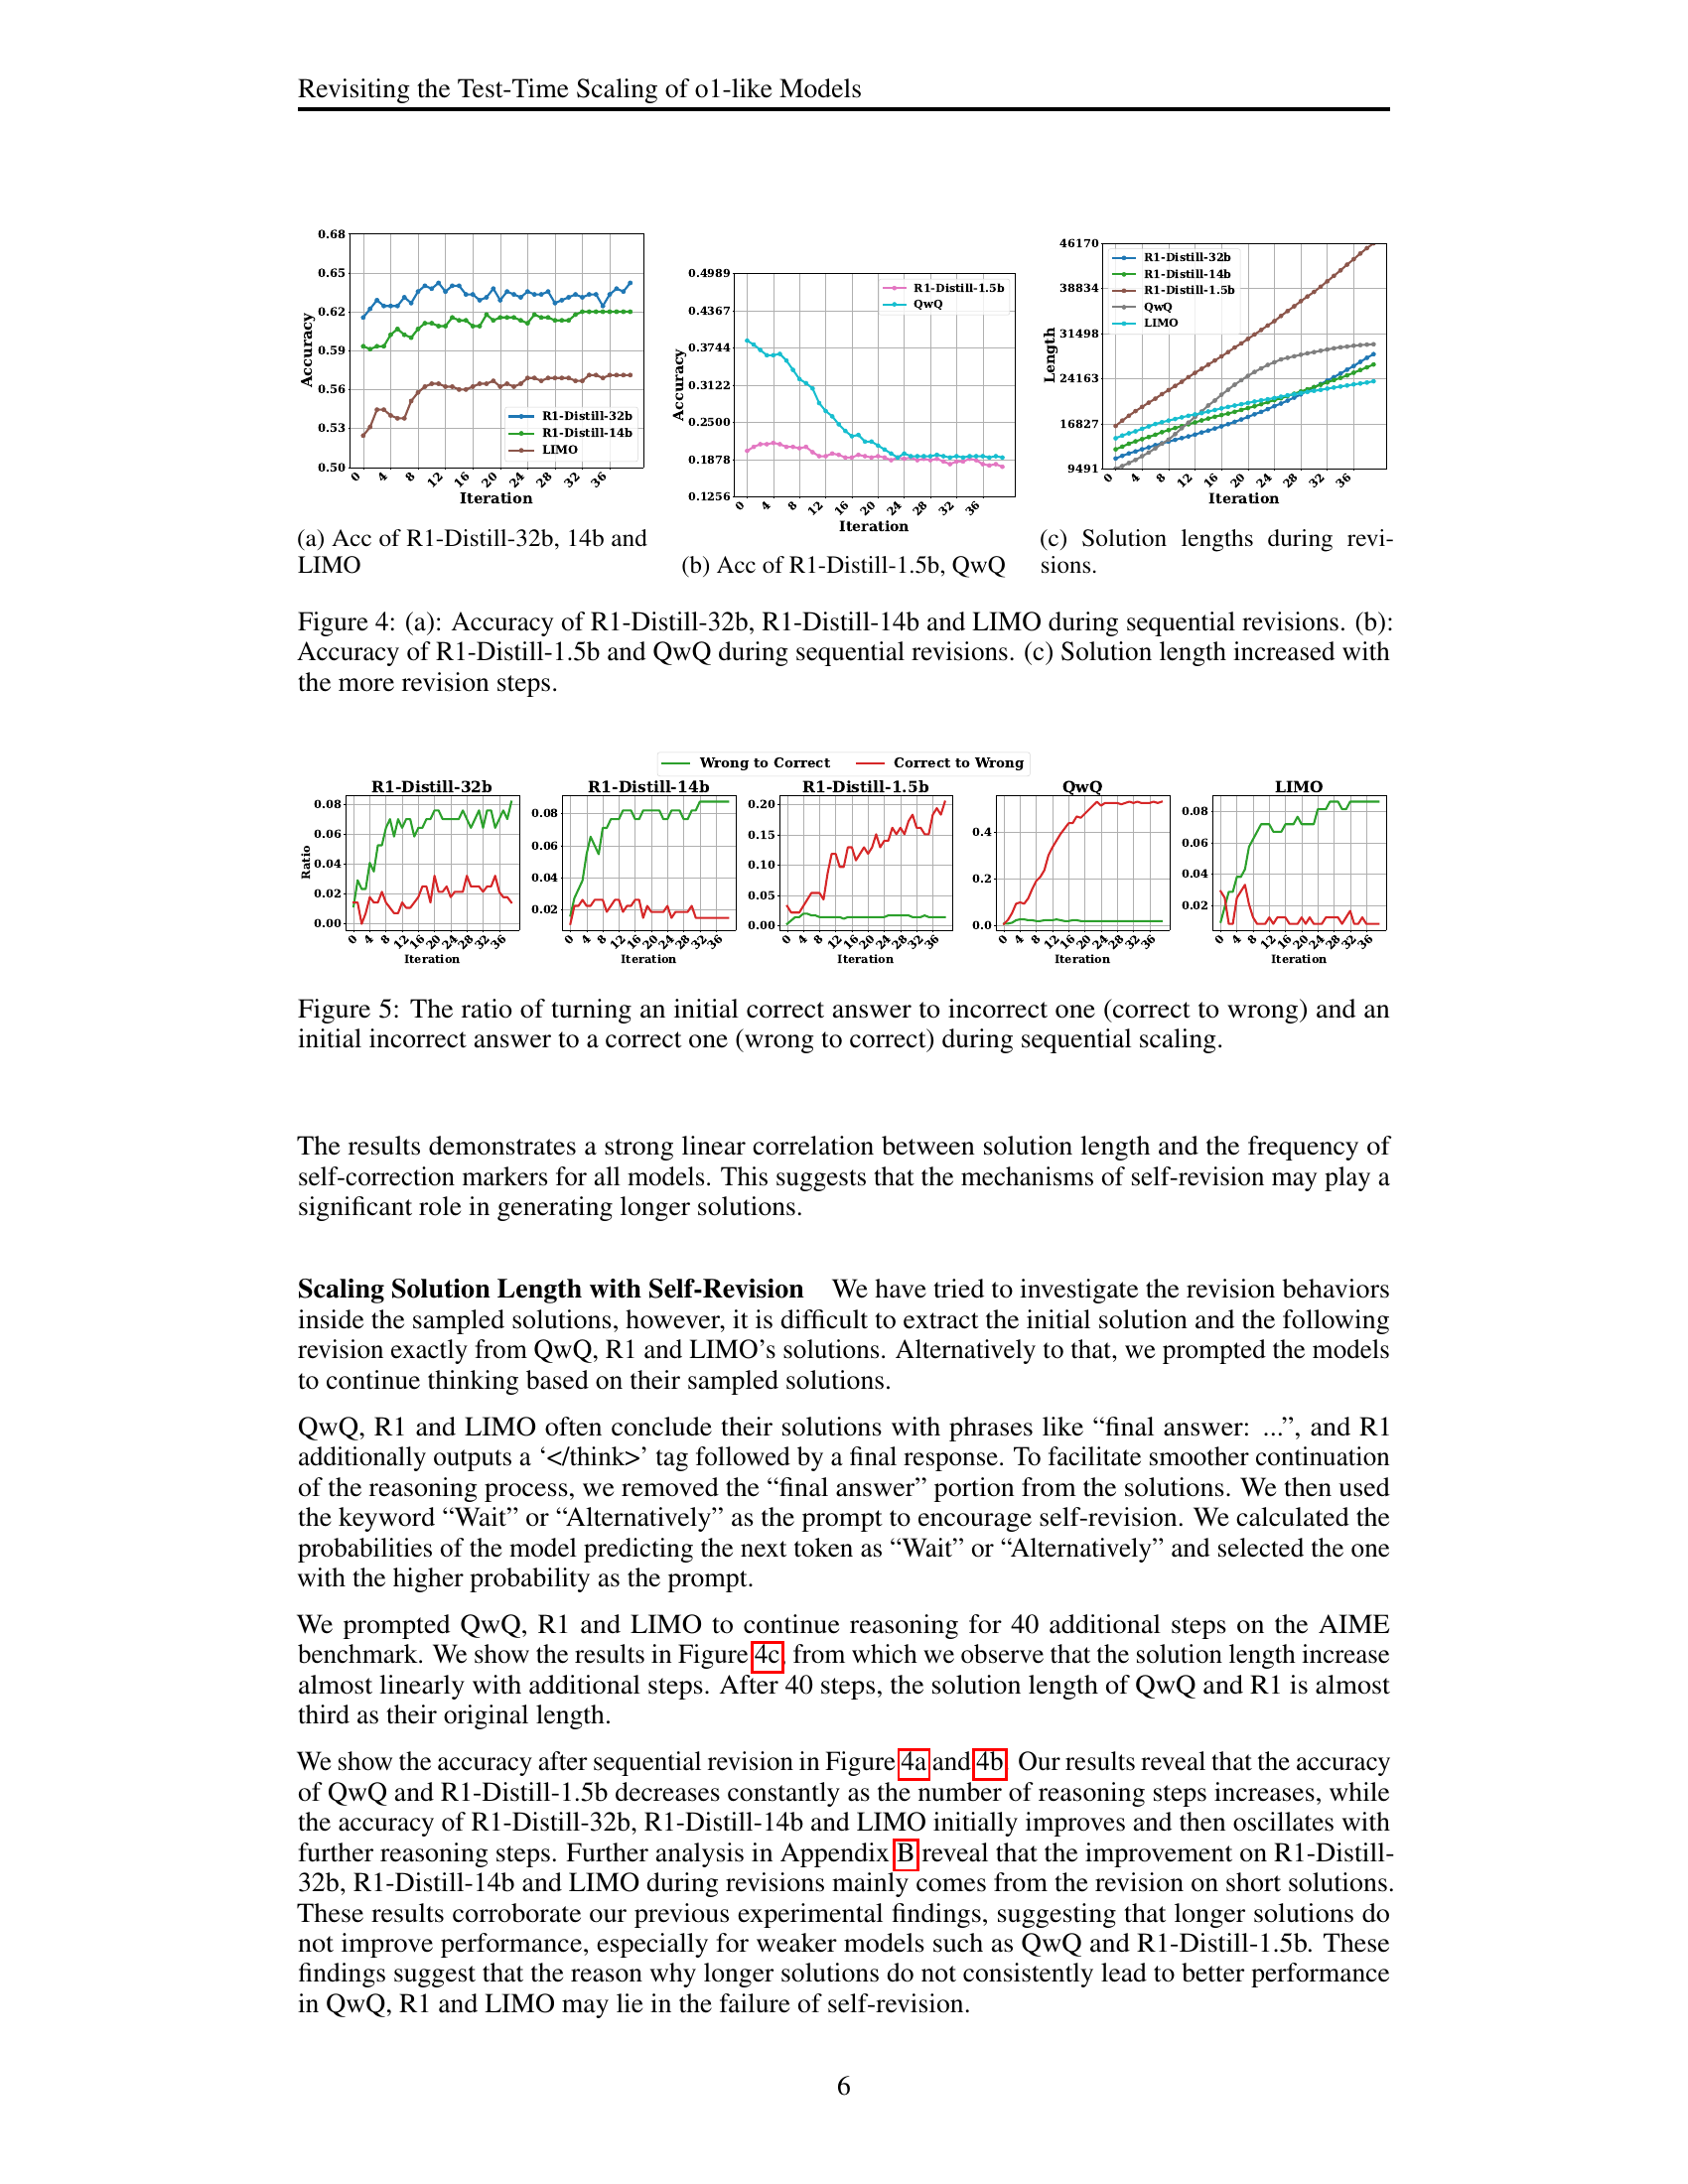 Revisiting the Test-Time Scaling of o1-like Models
0.68
0.65
0.62
0.59
0.56
0.53
0.50
Accuracy
R1-Distill-32b
R1-Distill-14b
LIMO
0 4 8 12 16 20 24 28 32 36
Iteration
(a) Acc of R1-Distill-32b, 14b and
LIMO
0.4989
0.4367
0.3744
0.3122
0.2500
0.1878
0.1256
Accuracy
R1-Distill-1.5b
QwQ
0 4 8 12 16 20 24 28 32 36
Iteration
(b) Acc of R1-Distill-1.5b, QwQ
46170
38834
31498
24163
16827
9491
Length
R1-Distill-32b
R1-Distill-14b
R1-Distill-1.5b
QwQ
LIMO
0 4 8 12 16 20 24 28 32 36
Iteration
(c) Solution lengths during revi-
sions.
Figure 4: (a): Accuracy of R1-Distill-32b, R1-Distill-14b and LIMO during sequential revisions. (b):
Accuracy of R1-Distill-1.5b and QwQ during sequential revisions. (c) Solution length increased with
the more revision steps.
Wrong to Correct Correct to Wrong
R1-Distill-32b
0.08
0.06
0.04
0.02
0.00
Ratio
0 4 8 12 16 20 24 28 32 36
Iteration
R1-Distill-14b
0.08
0.06
0.04
0.02
0 4 8 12 16 20 24 28 32 36
Iteration
R1-Distill-1.5b
0.20
0.15
0.10
0.05
0.00
0 4 8 12 16 20 24 28 32 36
Iteration
QwQ
0.4
0.2
0.0
0 4 8 12 16 20 24 28 32 36
Iteration
LIMO
0.08
0.06
0.04
0.02
0 4 8 12 16 20 24 28 32 36
Iteration
Figure 5: The ratio of turning an initial correct answer to incorrect one (correct to wrong) and an
initial incorrect answer to a correct one (wrong to correct) during sequential scaling.
The results demonstrates a strong linear correlation between solution length and the frequency of
self-correction markers for all models. This suggests that the mechanisms of self-revision may play a
significant role in generating longer solutions.
Scaling Solution Length with Self-Revision We have tried to investigate the revision behaviors
inside the sampled solutions, however, it is difficult to extract the initial solution and the following
revision exactly from QwQ, R1 and LIMO's solutions. Alternatively to that, we prompted the models
to continue thinking based on their sampled solutions.
QwQ, R1 and LIMO often conclude their solutions with phrases like “final answer: ...”, and R1
additionally outputs a ‘</think>’ tag followed by a final response. To facilitate smoother continuation
of the reasoning process, we removed the “final answer” portion from the solutions. We then used
the keyword “Wait” or “Alternatively” as the prompt to encourage self-revision. We calculated the
probabilities of the model predicting the next token as “Wait” or “Alternatively” and selected the one
with the higher probability as the prompt.
We prompted QwQ, R1 and LIMO to continue reasoning for 40 additional steps on the AIME
benchmark. We show the results in Figure 4c, from which we observe that the solution length increase
almost linearly with additional steps. After 40 steps, the solution length of QwQ and R1 is almost
third as their original length.
We show the accuracy after sequential revision in Figure 4a and 4b. Our results reveal that the accuracy
of QwQ and R1-Distill-1.5b decreases constantly as the number of reasoning steps increases, while
the accuracy of R1-Distill-32b, R1-Distill-14b and LIMO initially improves and then oscillates with
further reasoning steps. Further analysis in Appendix B reveal that the improvement on R1-Distill-
32b, R1-Distill-14b and LIMO during revisions mainly comes from the revision on short solutions.
These results corroborate our previous experimental findings, suggesting that longer solutions do
not improve performance, especially for weaker models such as QwQ and R1-Distill-1.5b. These
findings suggest that the reason why longer solutions do not consistently lead to better performance
in QwQ, R1 and LIMO may lie in the failure of self-revision.
6